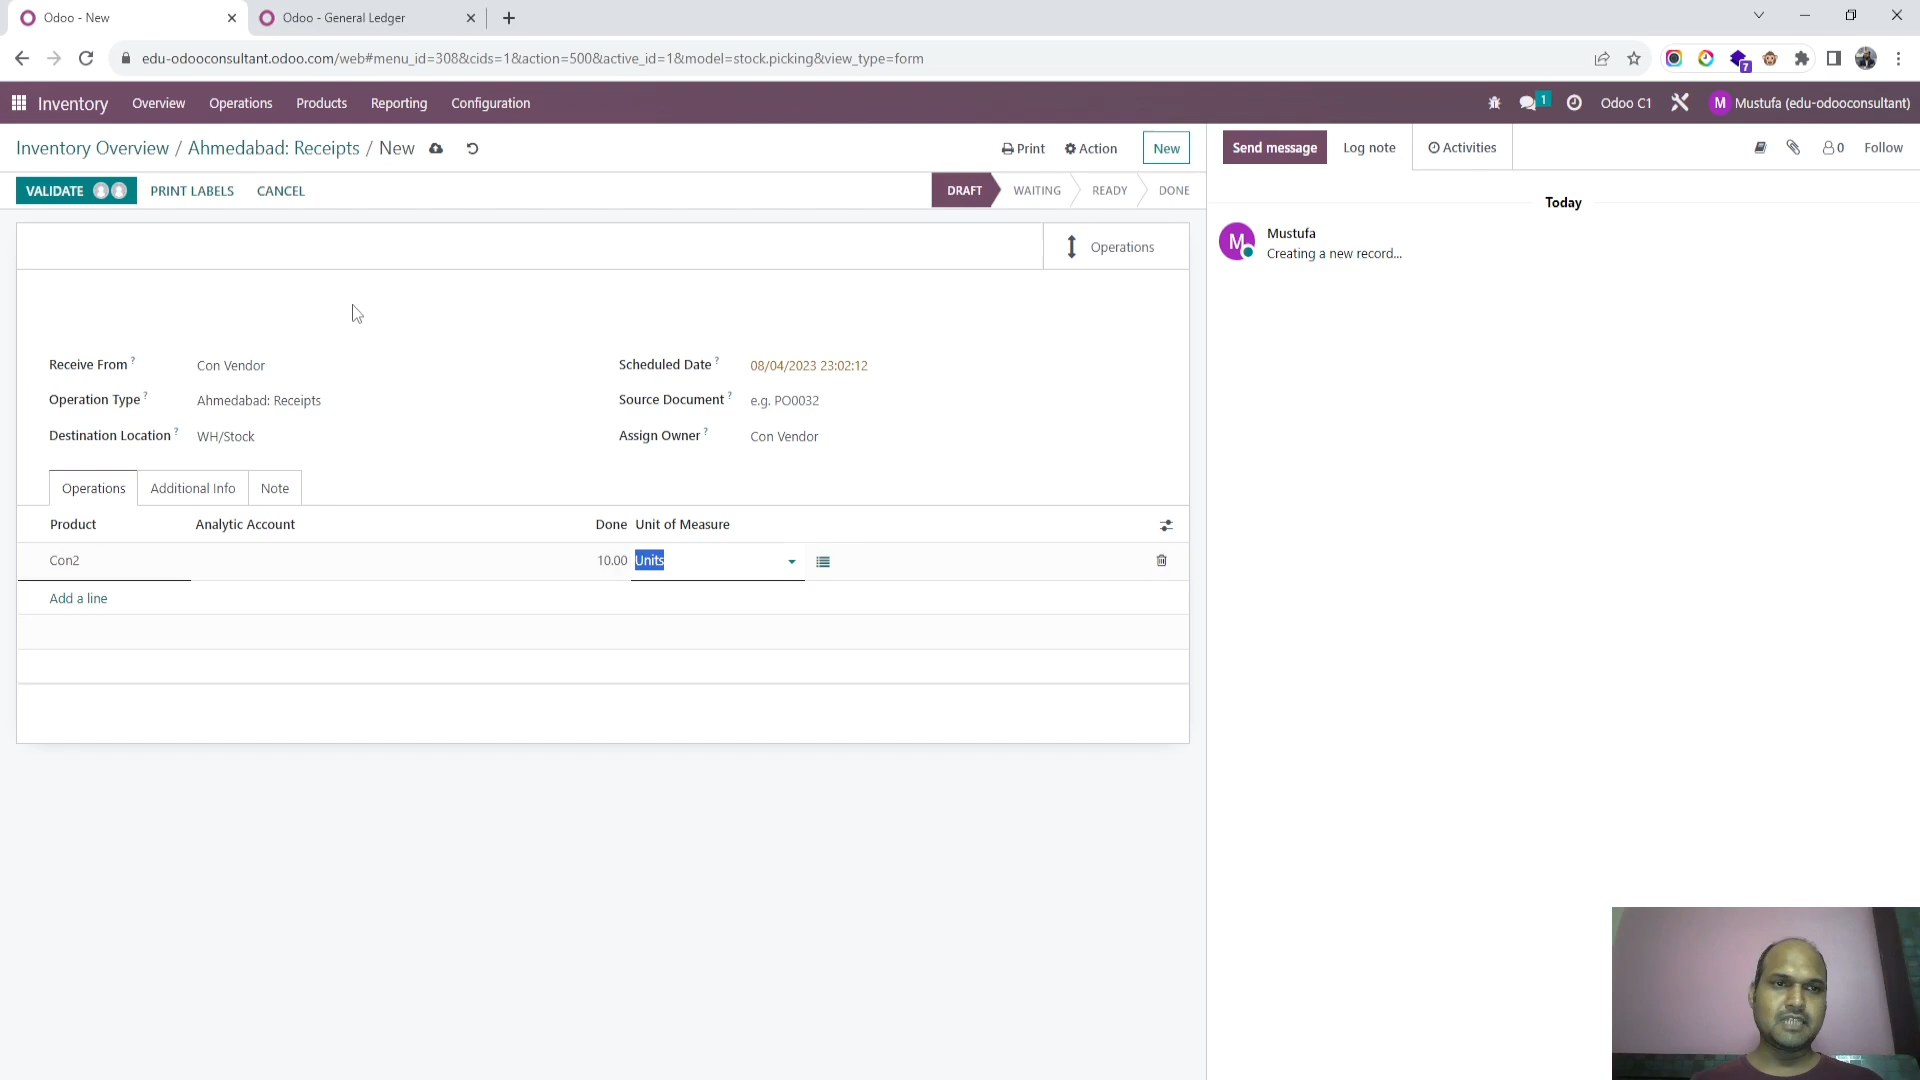 Odoo - New
Odoo - General Ledger
edu-odooconsultant.odoo.com/web#menu_id=308&cids=1&action=500&active_id=1&model=stock.picking&view_type=form
7
Inventory Overview Operations Products Reporting Configuration
1 Odoo C1 M Mustufa (edu-odooconsultant)
Inventory Overview / Ahmedabad: Receipts / New
Print Action New
Send message Log note Activities 0 Follow
VALIDATE PRINT LABELS CANCEL
DRAFT WAITING READY DONE
Today
M Mustufa
Creating a new record...
Operations
Receive From ? Con Vendor
Scheduled Date ? 08/04/2023 23:02:12
Operation Type ? Ahmedabad: Receipts
Source Document ? e.g. PO0032
Destination Location ? WH/Stock
Assign Owner ? Con Vendor
Operations Additional Info Note
Product Analytic Account Done Unit of Measure
Con2 10.00 Units
Add a line